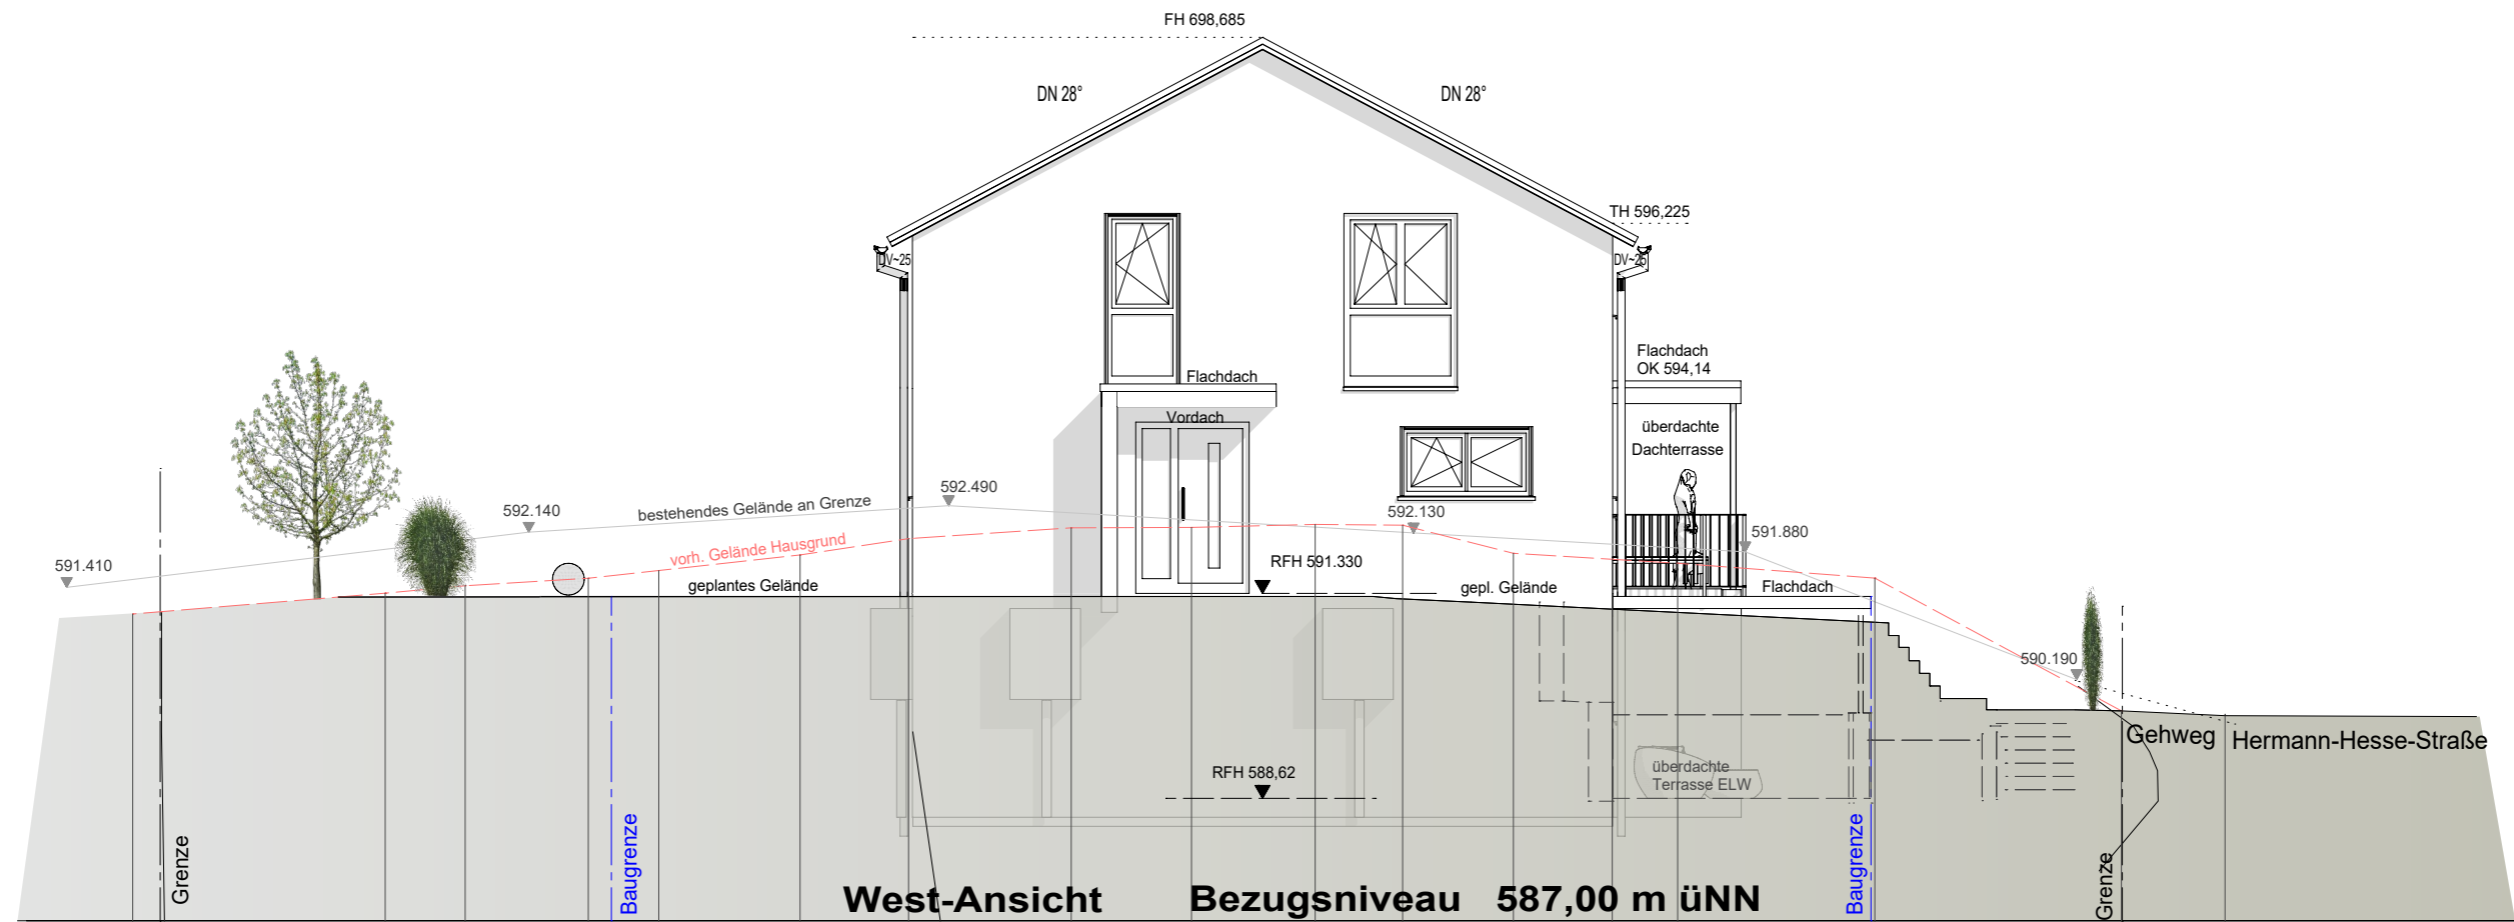 FH 698,685
DN 28°
DN 28°
TH 596,225
DV~25
DV~25
Flachdach
OK 594,14
Flachdach
Vordach
überdachte
Dachterrasse
592.490
bestehendes Gelände an Grenze
592.140
592.130
591.880
vorh. Gelände Hausgrund
591.410
RFH 591.330
geplantes Gelände
gepl. Gelände
Flachdach
590.190
Gehweg
Hermann-Hesse-Straße
RFH 588,62
überdachte
Terrasse ELW
Grenze
Baugrenze
Baugrenze
Grenze
West-Ansicht Bezugsniveau 587,00 m üNN